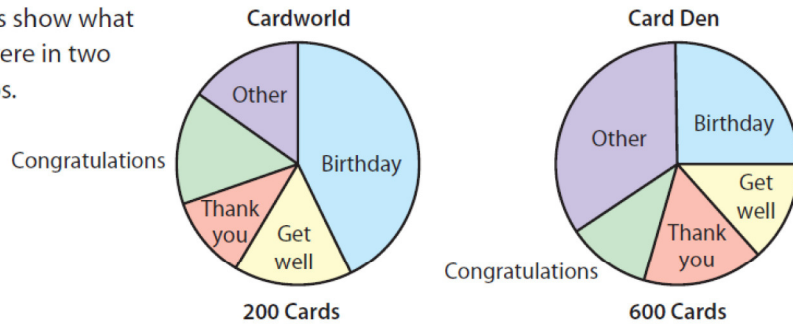 s show what
ere in two
s.
Cardworld
Other
Birthday
Congratulations
Thank
you
Get
well
200 Cards
Card Den
Other
Birthday
Get
well
Thank
you
Congratulations
600 Cards